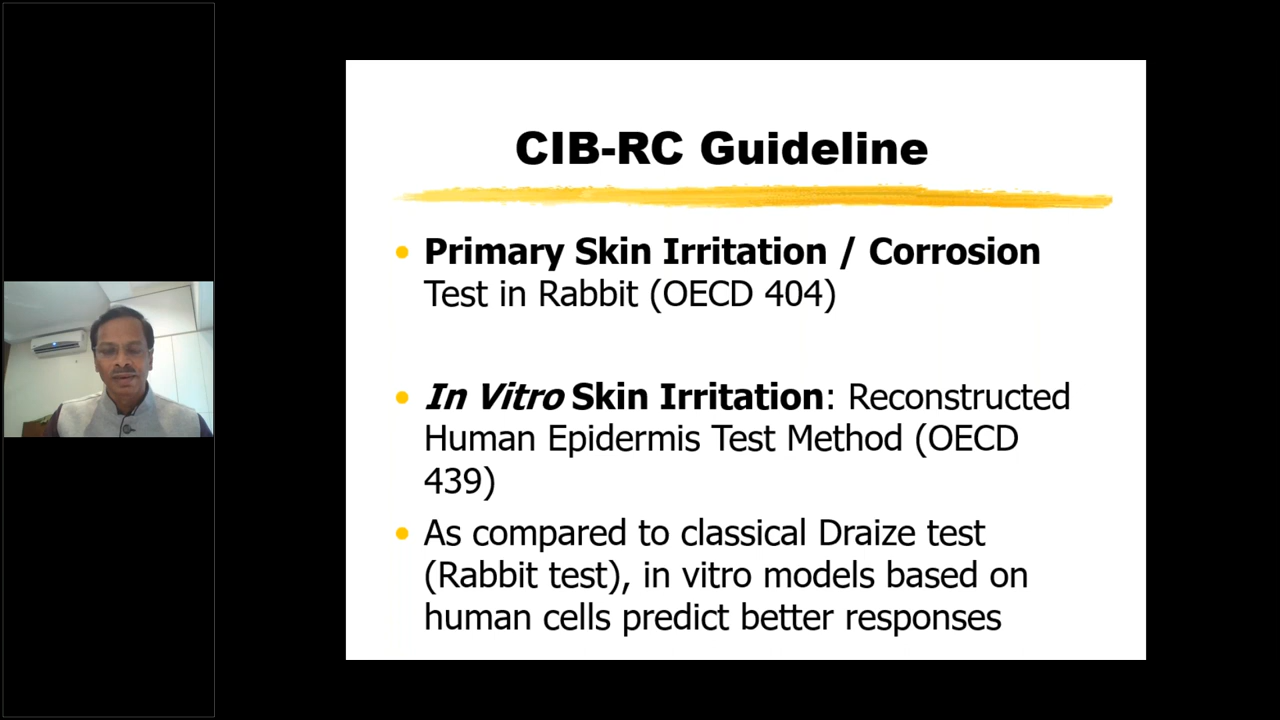 CIB-RC Guideline
• Primary Skin Irritation / Corrosion
Test in Rabbit (OECD 404)
• In Vitro Skin Irritation: Reconstructed
Human Epidermis Test Method (OECD
439)
• As compared to classical Draize test
(Rabbit test), in vitro models based on
human cells predict better responses